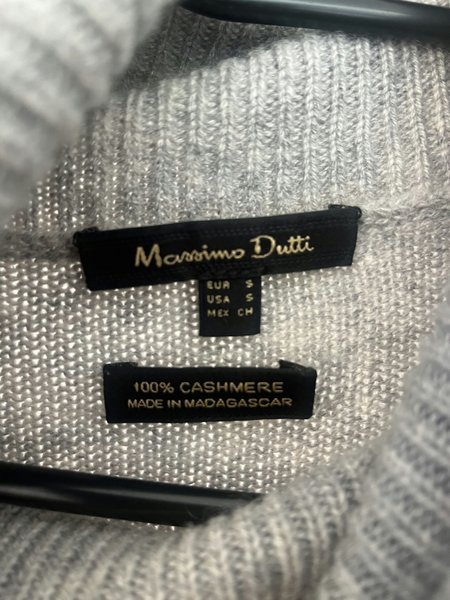 Massimo Dutti
EUR S
USA S
MEX CH
100% CASHMERE
MADE IN MADAGASCAR